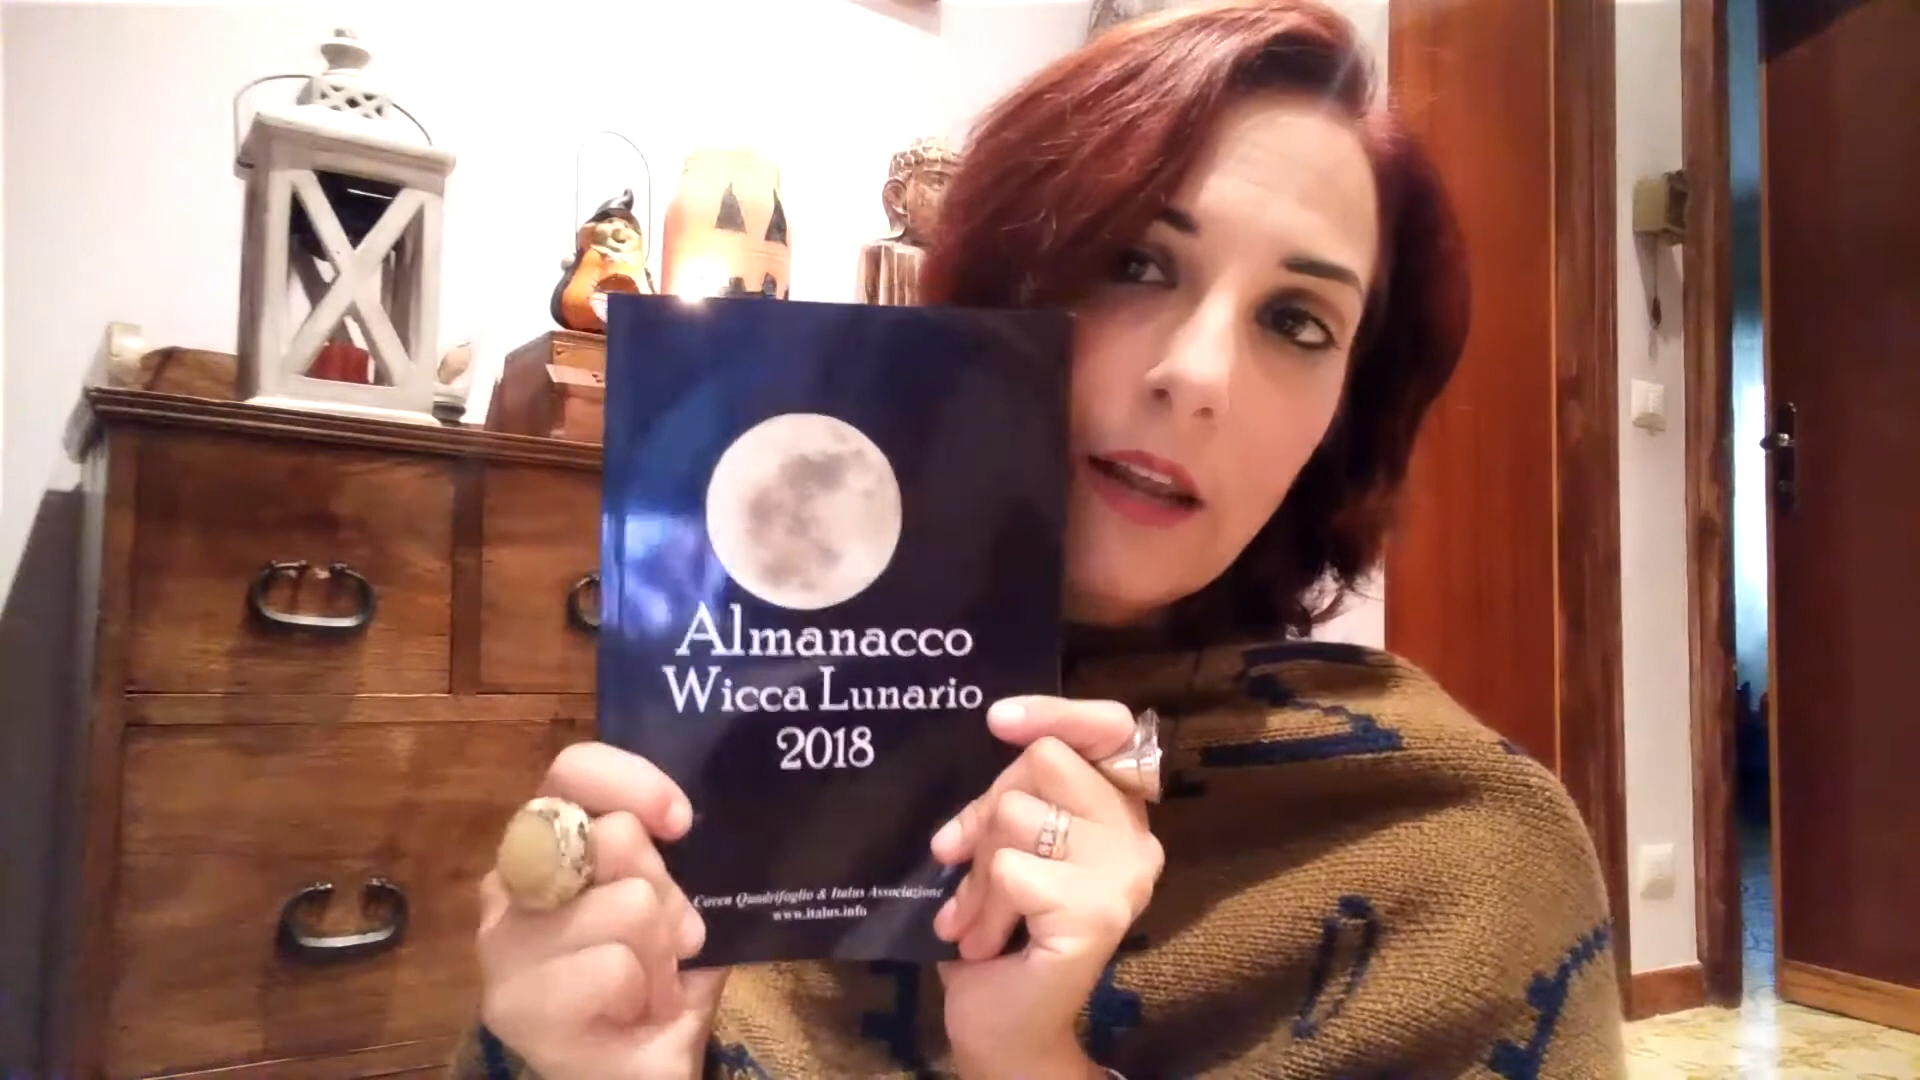 Almanacco
Wicca Lunario
2018
Coven Quadrifoglio & Italus Associazione
www.italus.info